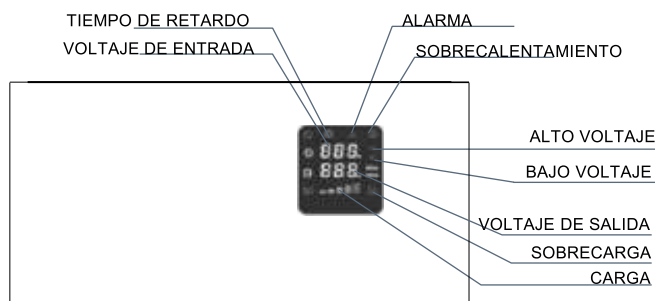 TIEMPO DE RETARDO
ALARMA
VOLTAJE DE ENTRADA
SOBRECALENTAMIENTO
ALTO VOLTAJE
BAJO VOLTAJE
VOLTAJE DE SALIDA
SOBRECARGA
CARGA